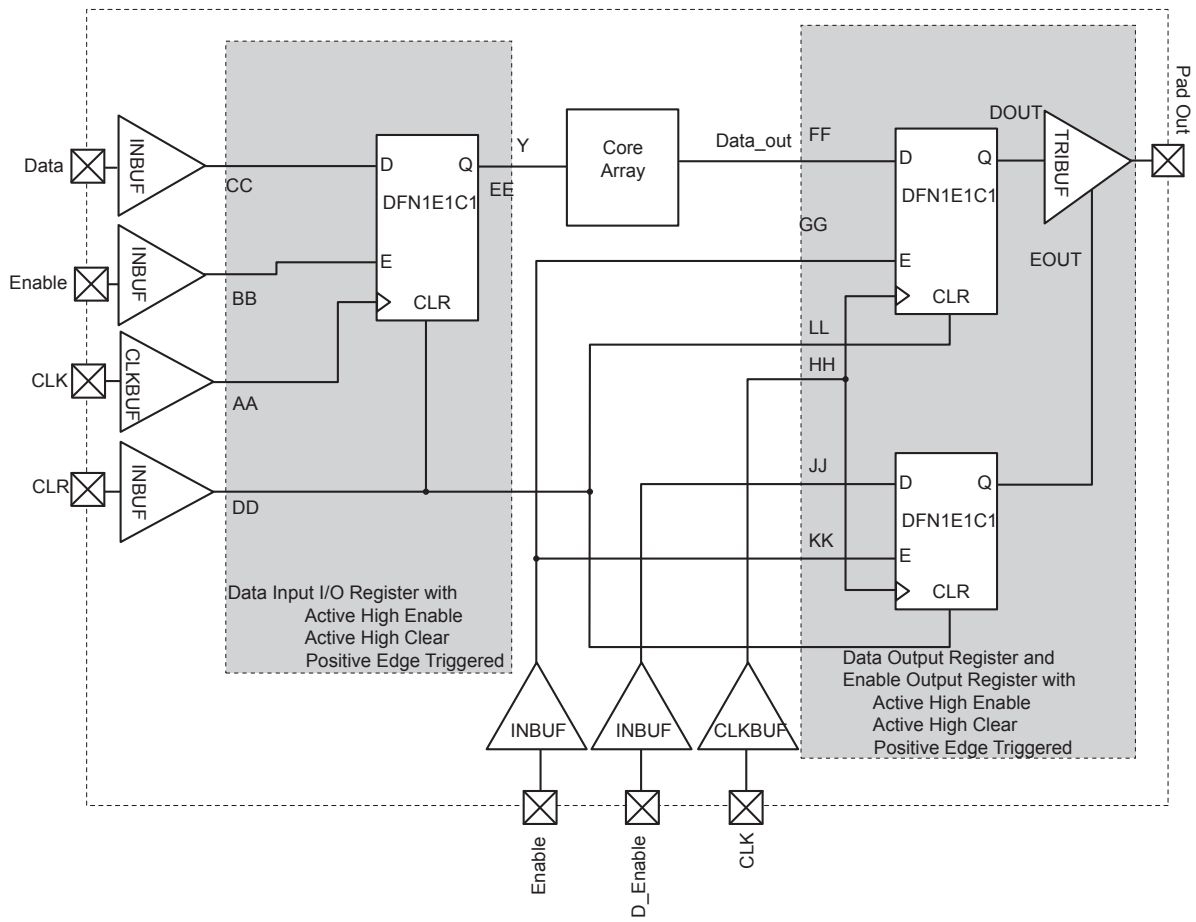 Data
INBUF
CC
D
Q
DFN1E1C1
E
CLR
Y
EE
Core
Array
Data_out
FF
D
Q
DFN1E1C1
E
CLR
DOUT
TRIBUF
Pad Out
GG
EOUT
Enable
INBUF
BB
CLK
CLKBUF
AA
LL
HH
CLR
INBUF
DD
JJ
D
Q
DFN1E1C1
KK
E
CLR
Data Input I/O Register with
Active High Enable
Active High Clear
Positive Edge Triggered
Data Output Register and
Enable Output Register with
Active High Enable
Active High Clear
Positive Edge Triggered
INBUF
INBUF
CLKBUF
Enable
D_Enable
CLK